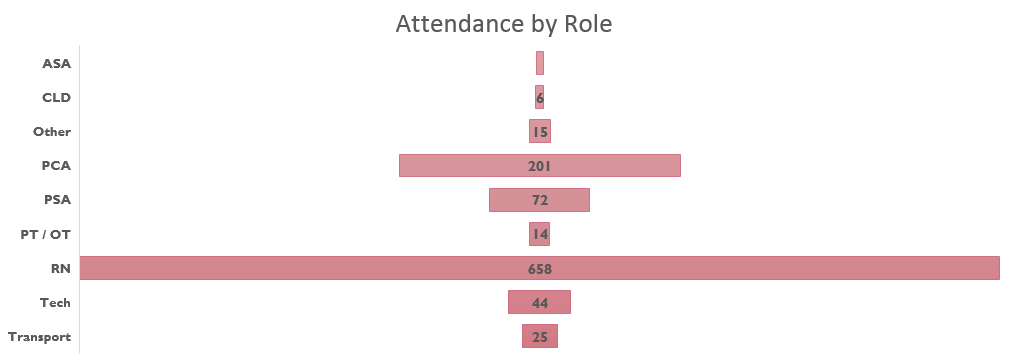 Attendance by Role
ASA
CLD 6
Other 15
PCA 201
PSA 72
PT / OT 14
RN 658
Tech 44
Transport 25